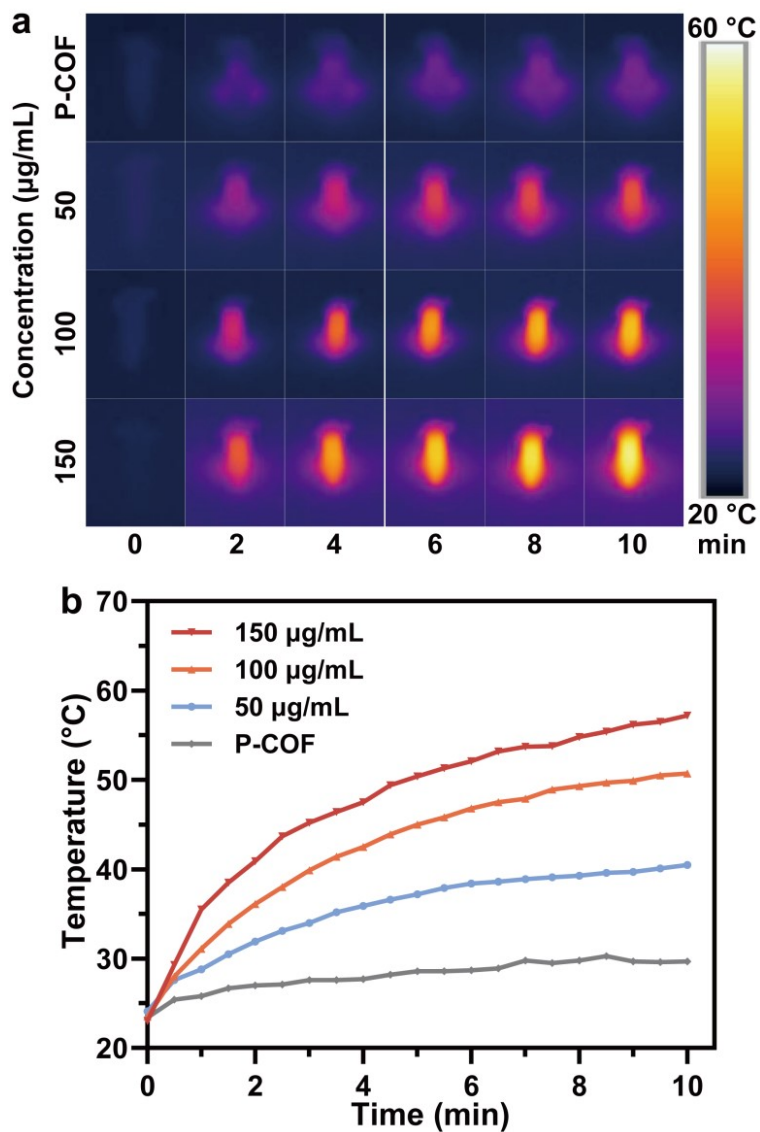 a
60 °C
P-COF
50
100
150
Concentration (µg/mL)
20 °C
0 2 4 6 8 10 min
b
70
60
50
40
30
20
Temperature (°C)
150 µg/mL
100 µg/mL
50 µg/mL
P-COF
0 2 4 6 8 10
Time (min)